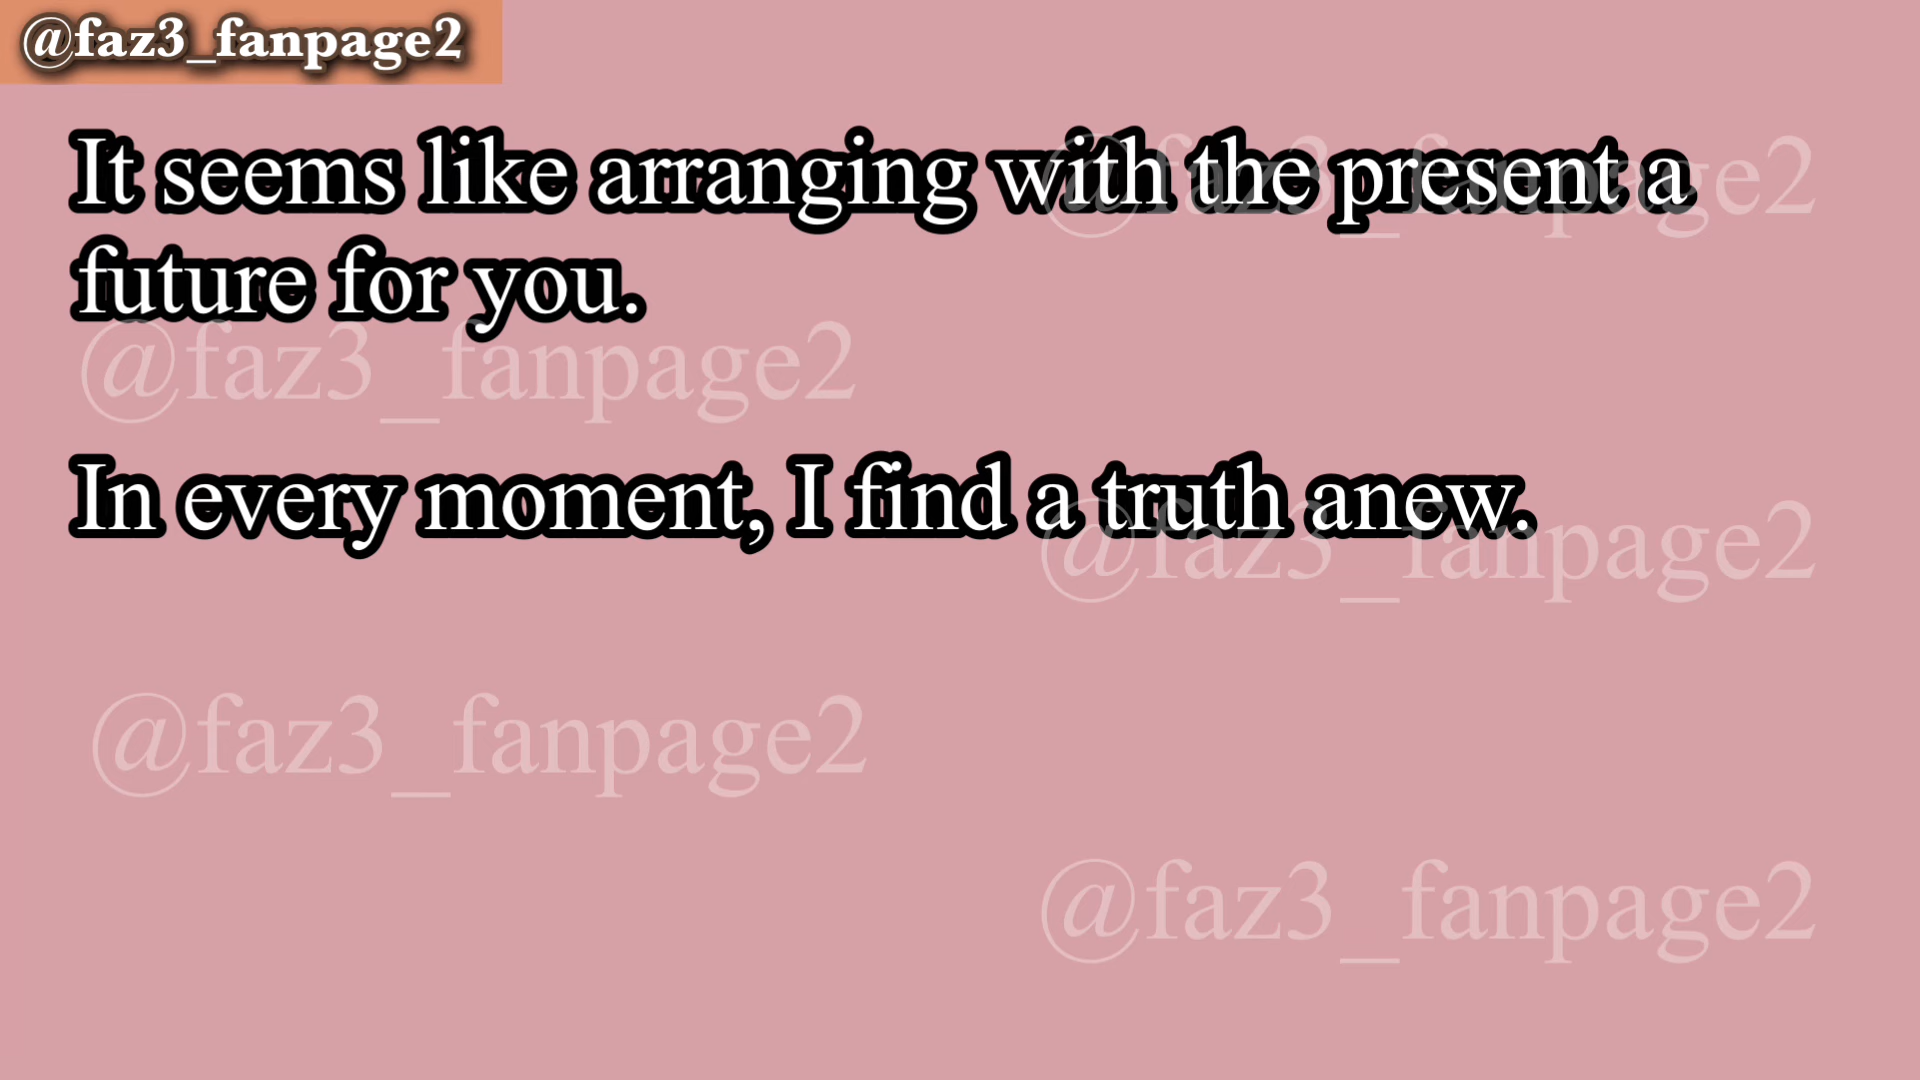 @faz3_fanpage2
It seems like arranging with the present a
@faz3_fanpage2
future for you.
@faz3_fanpage2
In every moment, I find a truth anew.
@faz3_fanpage2
@faz3_fanpage2
@faz3_fanpage2